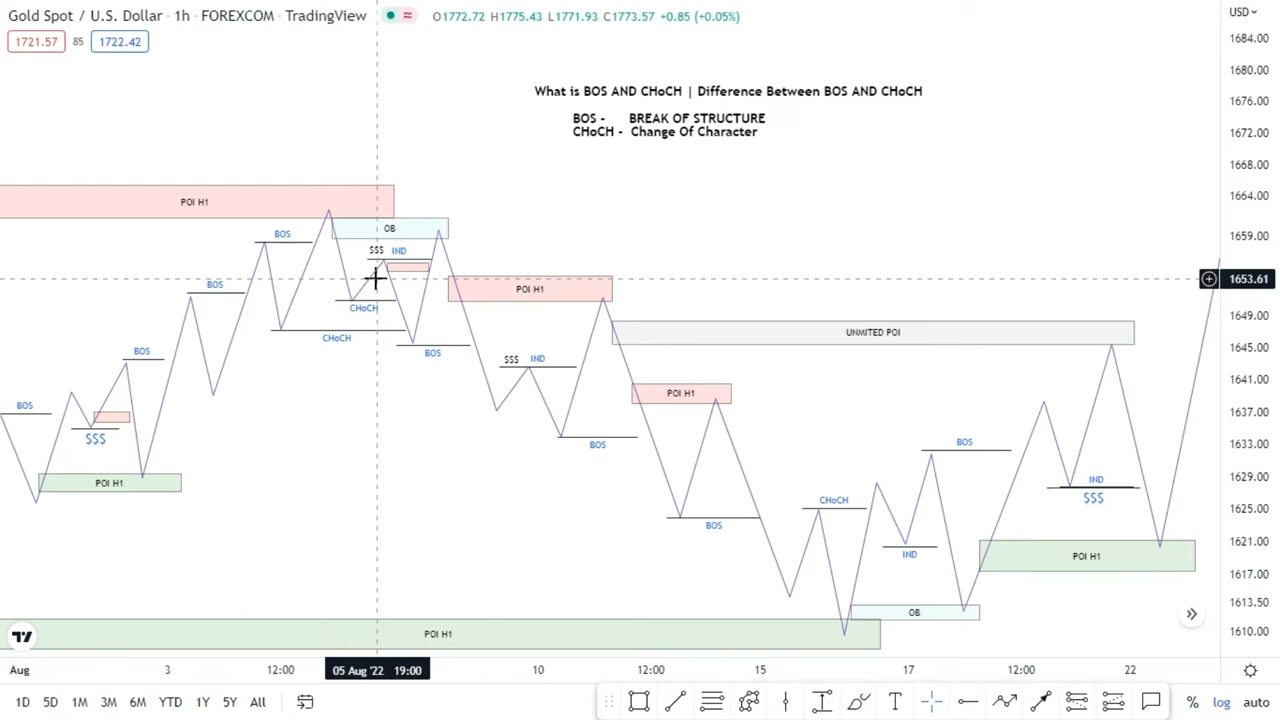 Gold Spot / U.S. Dollar · 1h · FOREXCOM · TradingView
O1772.72 H1775.43 L1771.93 C1773.57 +0.85 (+0.05%)
USD
1721.57 85 1722.42
What is BOS AND CHoCH | Difference Between BOS AND CHoCH
BOS - BREAK OF STRUCTURE
CHoCH - Change Of Character
POI H1
OB
BOS
$$$ IND
BOS
POI H1
CHoCH
UNMITED POI
CHoCH
BOS
BOS
$$$ IND
POI H1
BOS
$$$
BOS
BOS
POI H1
IND
$$$
CHoCH
BOS
IND
POI H1
POI H1
OB
POI H1
1684.00
1680.00
1676.00
1672.00
1668.00
1664.00
1659.00
1653.61
1649.00
1645.00
1641.00
1637.00
1633.00
1629.00
1625.00
1621.00
1617.00
1613.50
1610.00
Aug 3 12:00 05 Aug '22 19:00 10 12:00 15 17 12:00 22
1D 5D 1M 3M 6M YTD 1Y 5Y All
% log auto